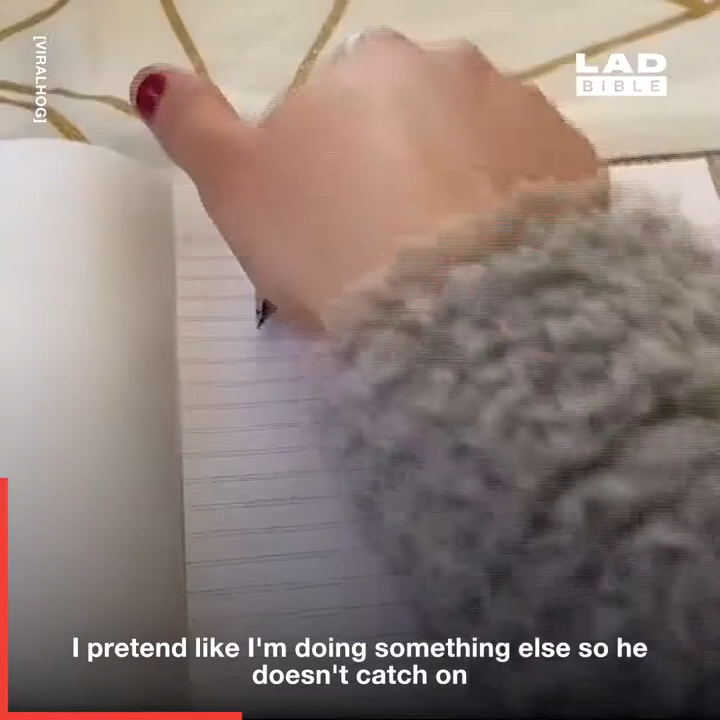 [VIRALHOG]
LAD
BIBLE
I pretend like I'm doing something else so he
doesn't catch on